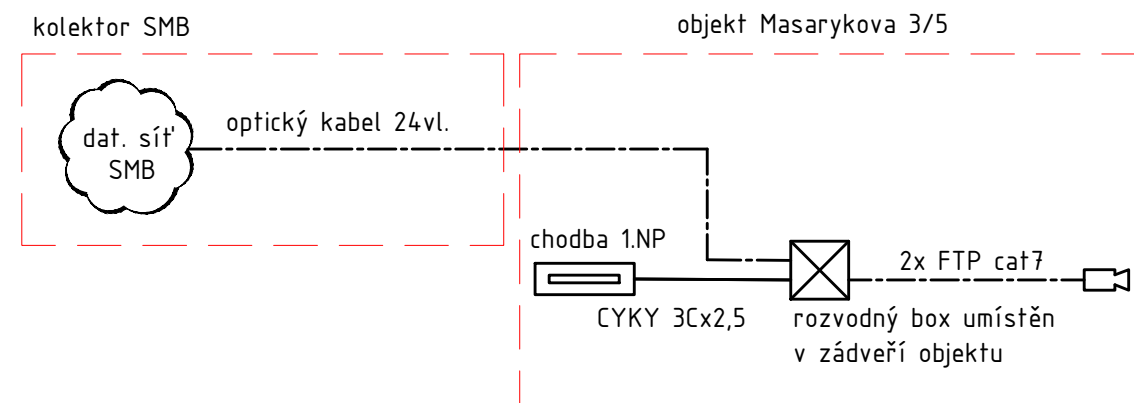 kolektor SMB
objekt Masarykova 3/5
optický kabel 24vl.
dat. síť
SMB
chodba 1.NP
2x FTP cat7
CYKY 3Cx2,5
rozvodný box umístěn
v zádveří objektu